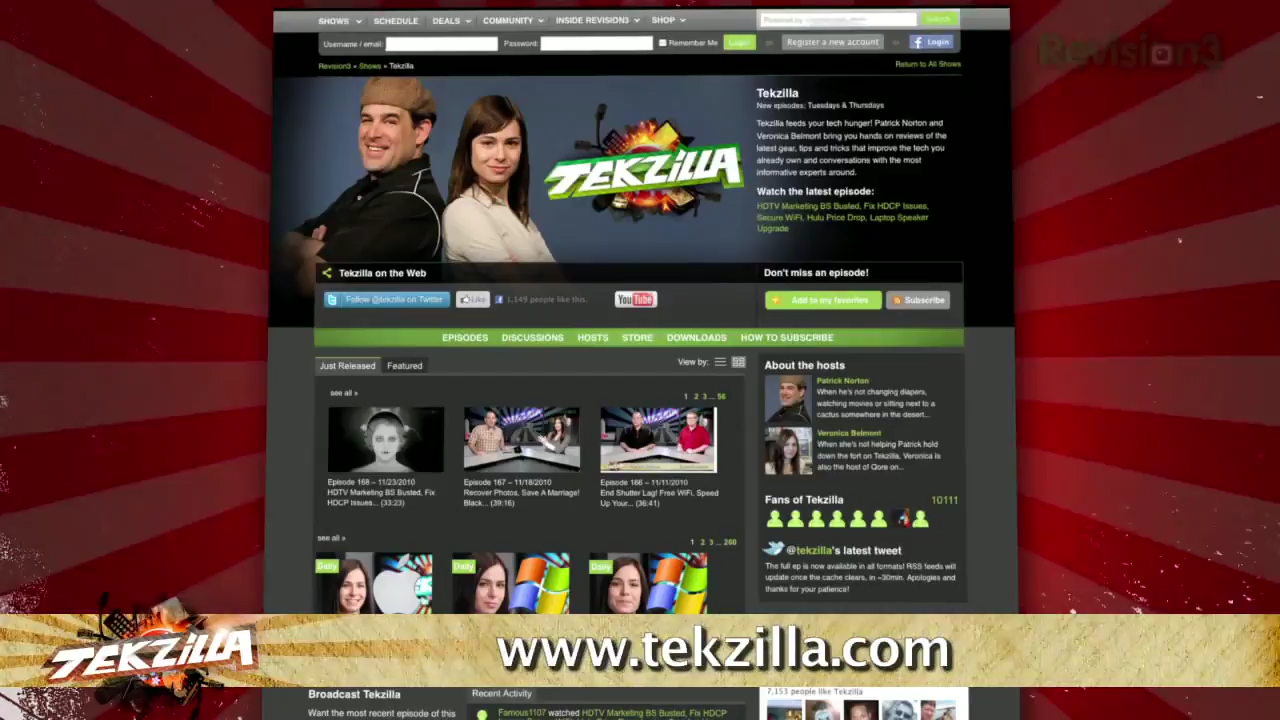 SHOWS SCHEDULE DEALS COMMUNITY INSIDE REVISION3 SHOP
Powered by
Search
Username / email: Password: Remember Me Login or Register a new account or Login
Revision3
Revision3 » Shows » Tekzilla
Return to All Shows
Tekzilla
New episodes: Tuesdays & Thursdays
Tekzilla feeds your tech hunger! Patrick Norton and
Veronica Belmont bring you hands on reviews of the
latest gear, tips and tricks that improve the tech you
already own and conversations with the most
informative experts around.
TEKZILLA
Watch the latest episode:
HDTV Marketing BS Busted, Fix HDCP Issues,
Secure WiFi, Hulu Price Drop, Laptop Speaker
Upgrade
Tekzilla on the Web
Don't miss an episode!
Follow @tekzilla on Twitter Like 1,149 people like this. YouTube
Add to my favorites Subscribe
EPISODES DISCUSSIONS HOSTS STORE DOWNLOADS HOW TO SUBSCRIBE
Just Released Featured View by:
see all »
1 2 3 ... 56
Episode 168 – 11/23/2010
HDTV Marketing BS Busted, Fix
HDCP Issues... (33:23)
Episode 167 – 11/18/2010
Recover Photos, Save A Marriage!
Black... (39:16)
Episode 166 – 11/11/2010
End Shutter Lag! Free WiFi, Speed
Up Your... (36:41)
see all »
1 2 3 ... 260
Daily
Daily
Daily
About the hosts
Patrick Norton
When he's not changing diapers,
watching movies or sitting next to a
cactus somewhere in the desert...
Veronica Belmont
When she's not helping Patrick hold
down the fort on Tekzilla, Veronica is
also the host of Qore on...
Fans of Tekzilla 10111
@tekzilla's latest tweet
The full ep is now available in all formats! RSS feeds will
update once the cache clears, in ~30min. Apologies and
thanks for your patience!
TEKZILLA
www.tekzilla.com
Broadcast Tekzilla
Want the most recent episode of this
Recent Activity
Famous1107 watched HDTV Marketing BS Busted, Fix HDCP
7,153 people like Tekzilla